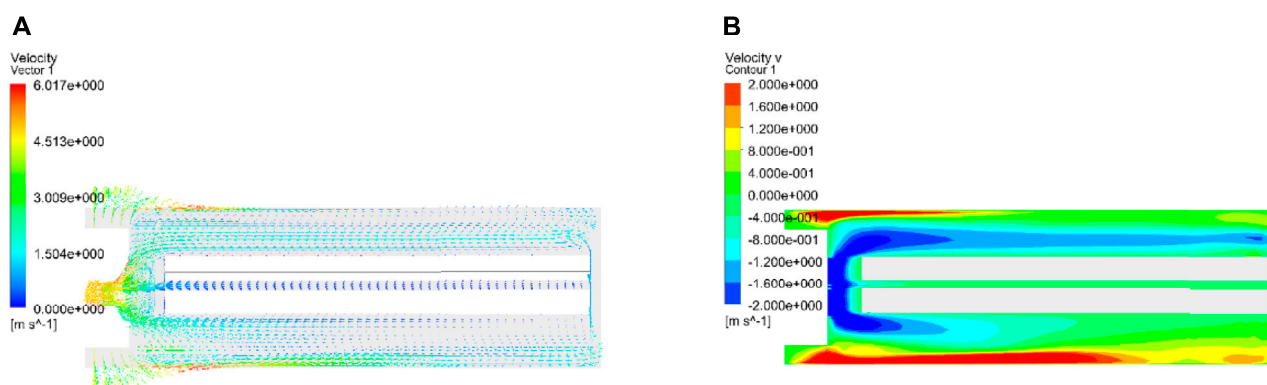 A
Velocity
Vector 1
6.017e+000
4.513e+000
3.009e+000
1.504e+000
0.000e+000
[m s^-1]
B
Velocity v
Contour 1
2.000e+000
1.600e+000
1.200e+000
8.000e-001
4.000e-001
0.000e+000
-4.000e-001
-8.000e-001
-1.200e+000
-1.600e+000
-2.000e+000
[m s^-1]